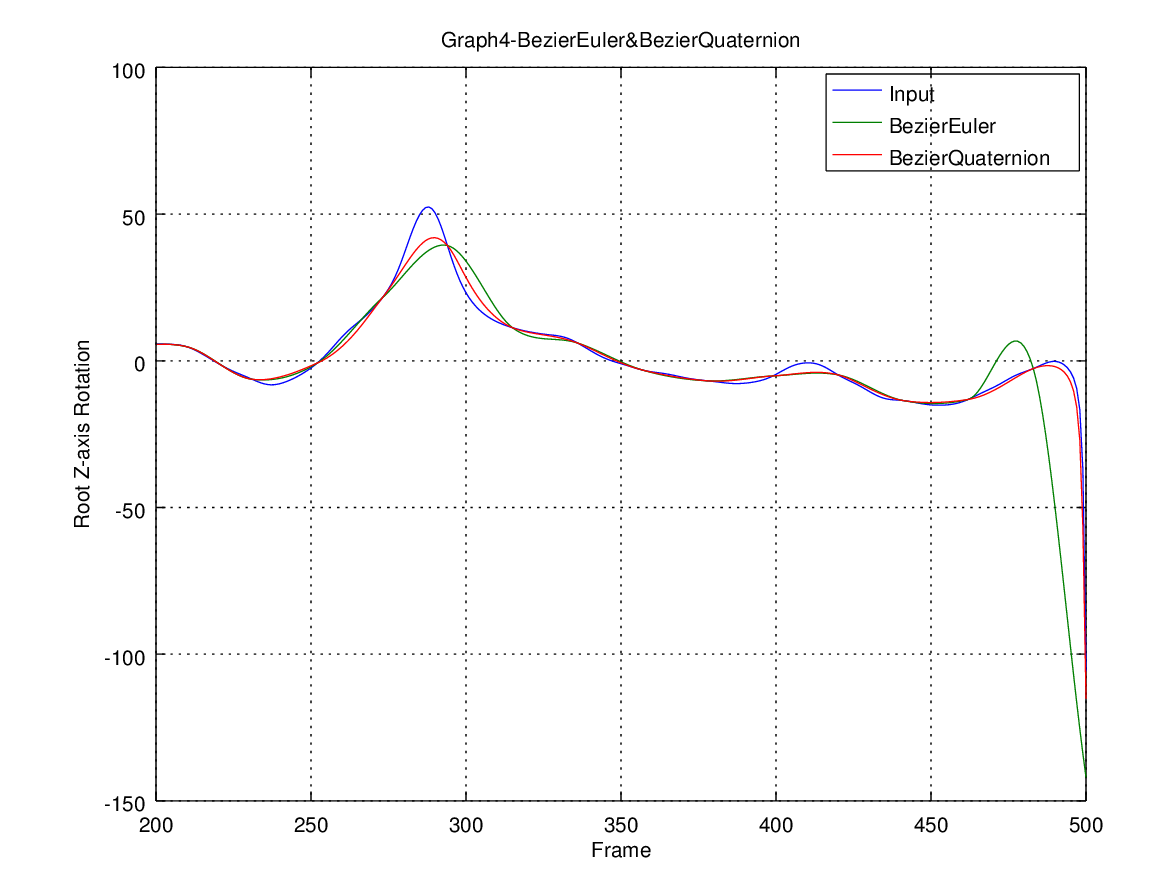 Graph4-BezierEuler&BezierQuaternion
Input
BezierEuler
BezierQuaternion
100
50
0
-50
-100
-150
Root Z-axis Rotation
200 250 300 350 400 450 500
Frame